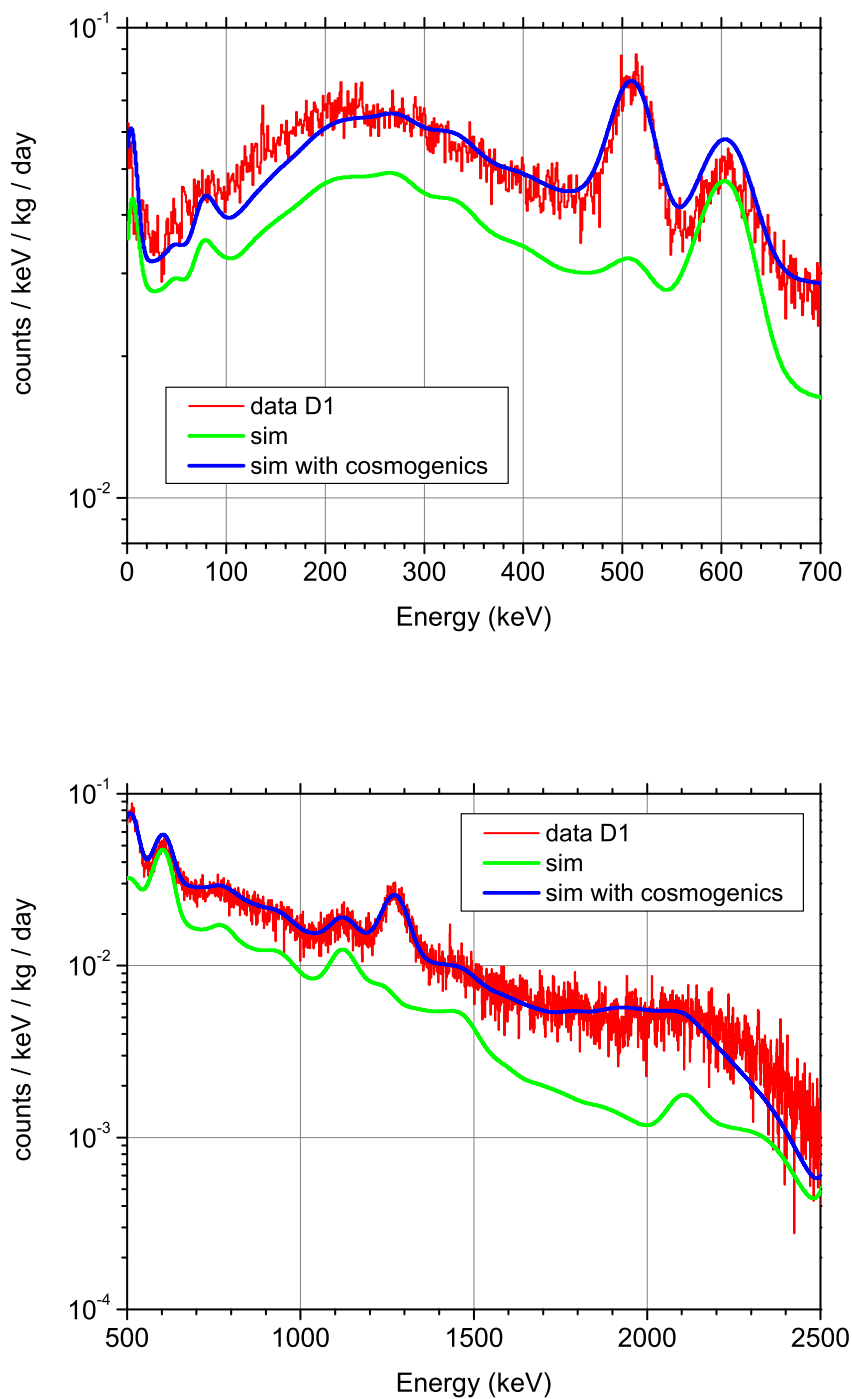 10⁻¹
counts / keV / kg / day
data D1
sim
sim with cosmogenics
10⁻²
0 100 200 300 400 500 600 700
Energy (keV)
10⁻¹
data D1
sim
sim with cosmogenics
10⁻²
counts / keV / kg / day
10⁻³
10⁻⁴
500 1000 1500 2000 2500
Energy (keV)